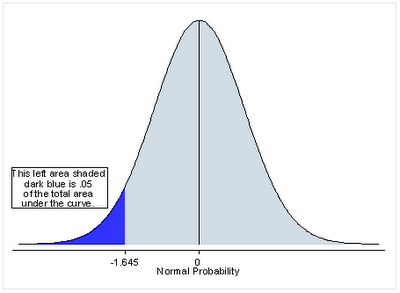 This left area shaded
dark blue is .05
of the total area
under the curve.
-1.645
0
Normal Probability